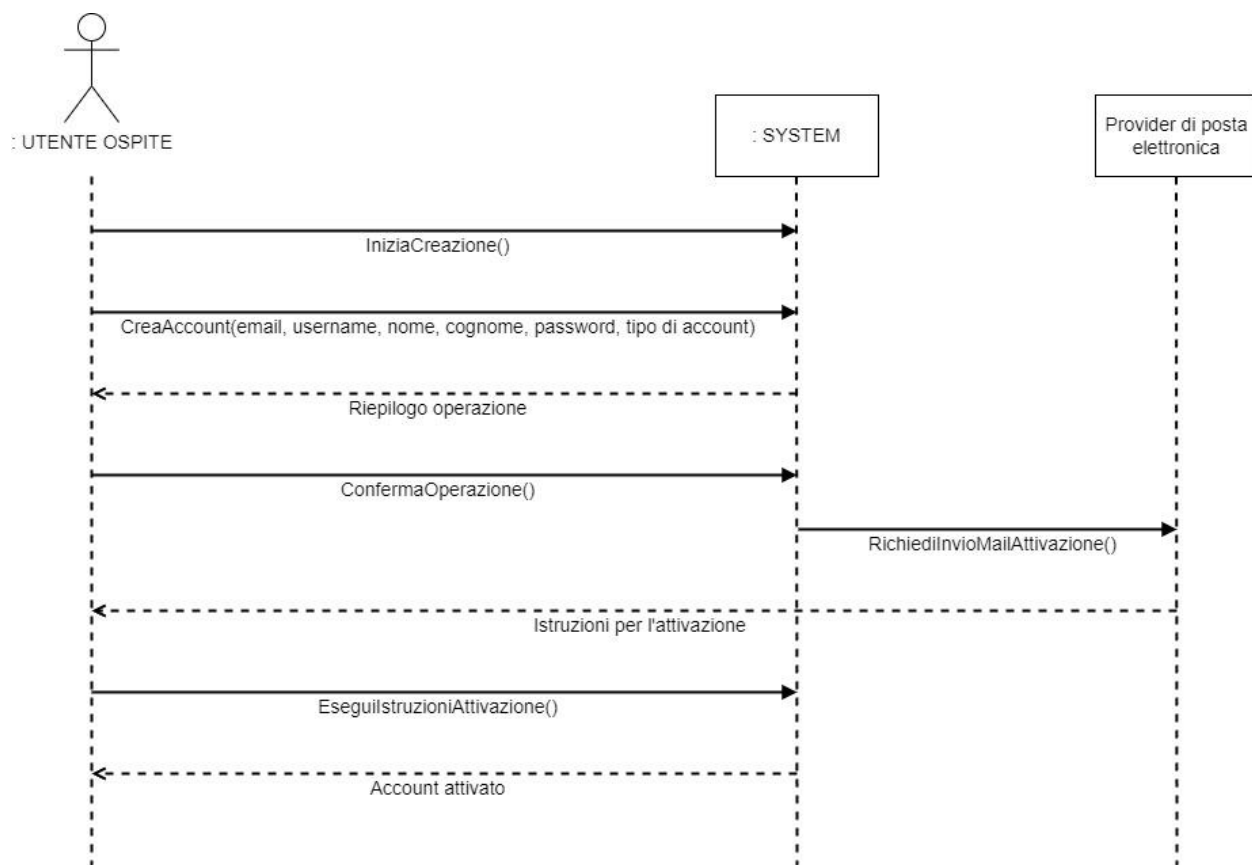 : UTENTE OSPITE
: SYSTEM
Provider di posta
elettronica
IniziaCreazione()
CreaAccount(email, username, nome, cognome, password, tipo di account)
Riepilogo operazione
ConfermaOperazione()
RichiediInvioMailAttivazione()
Istruzioni per l'attivazione
EseguiIstruzioniAttivazione()
Account attivato